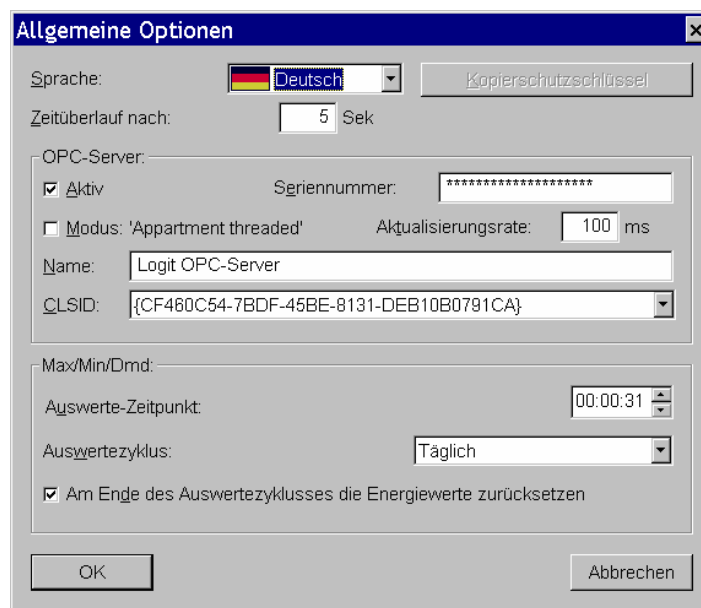 Allgemeine Optionen
Sprache: Deutsch Kopierschutzschlüssel
Zeitüberlauf nach: 5 Sek
OPC-Server:
Aktiv Seriennummer: ********************
Modus: 'Appartment threaded' Aktualisierungsrate: 100 ms
Name: Logit OPC-Server
CLSID: {CF460C54-7BDF-45BE-8131-DEB10B0791CA}
Max/Min/Dmd:
Auswerte-Zeitpunkt: 00:00:31
Auswertezyklus: Täglich
Am Ende des Auswertezyklusses die Energiewerte zurücksetzen
OK Abbrechen